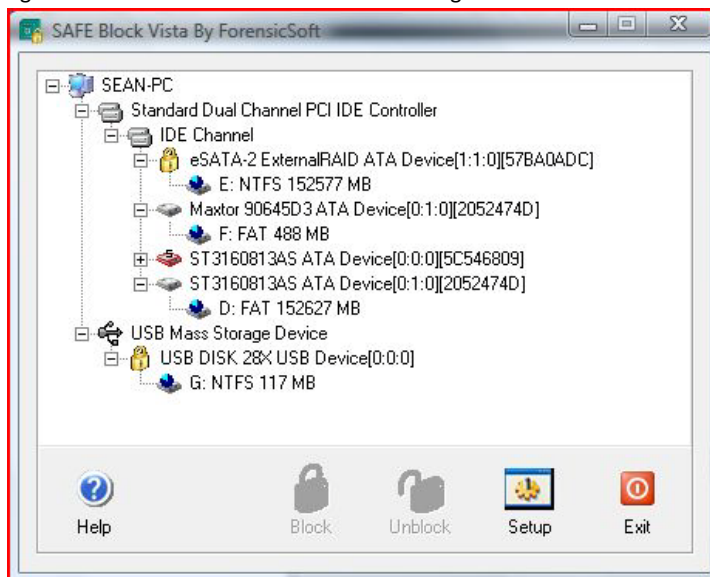 SAFE Block Vista By ForensicSoft
SEAN-PC
Standard Dual Channel PCI IDE Controller
IDE Channel
eSATA-2 ExternalRAID ATA Device[1:1:0][57BA0ADC]
E: NTFS 152577 MB
Maxtor 90645D3 ATA Device[0:1:0][2052474D]
F: FAT 488 MB
ST3160813AS ATA Device[0:0:0][5C546809]
ST3160813AS ATA Device[0:1:0][2052474D]
D: FAT 152627 MB
USB Mass Storage Device
USB DISK 28X USB Device[0:0:0]
G: NTFS 117 MB
Help Block Unblock Setup Exit